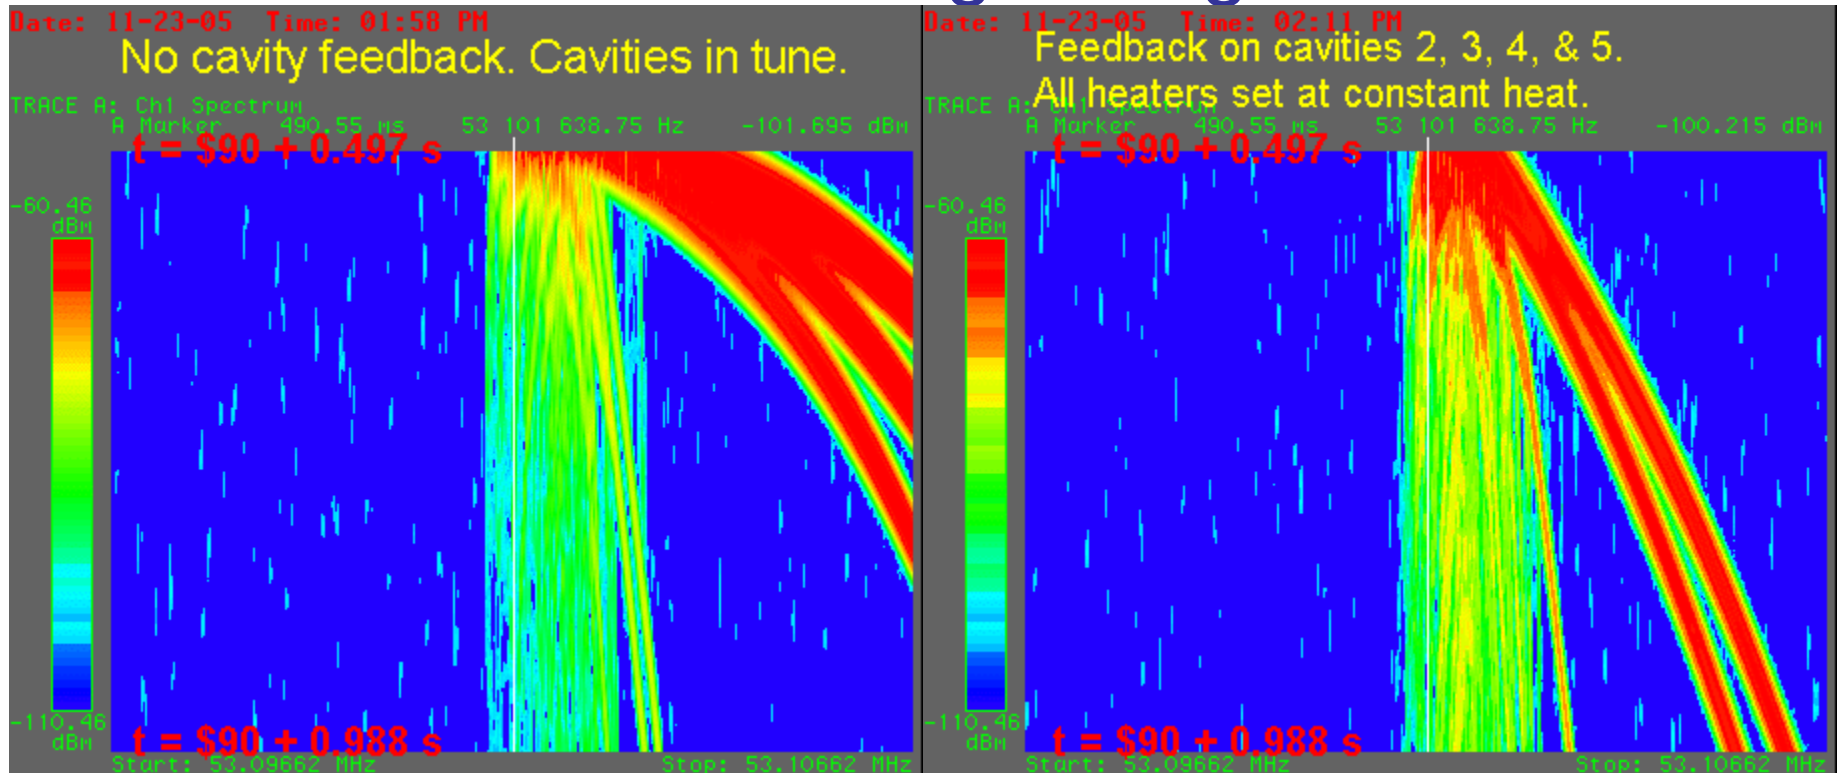 Date: 11-23-05 Time: 01:58 PM
No cavity feedback. Cavities in tune.
TRACE A: Ch1 Spectrum
A Marker 490.55 ms 53 101 638.75 Hz -101.695 dBm
t = $90 + 0.497 s
-60.46
dBm
-110.46
dBm
t = $90 + 0.988 s
Start: 53.09662 MHz Stop: 53.10662 MHz
Date: 11-23-05 Time: 02:11 PM
Feedback on cavities 2, 3, 4, & 5.
All heaters set at constant heat.
TRACE A: Ch1 Spectrum
A Marker 490.55 ms 53 101 638.75 Hz -100.215 dBm
t = $90 + 0.497 s
-60.46
dBm
-110.46
dBm
t = $90 + 0.988 s
Start: 53.09662 MHz Stop: 53.10662 MHz